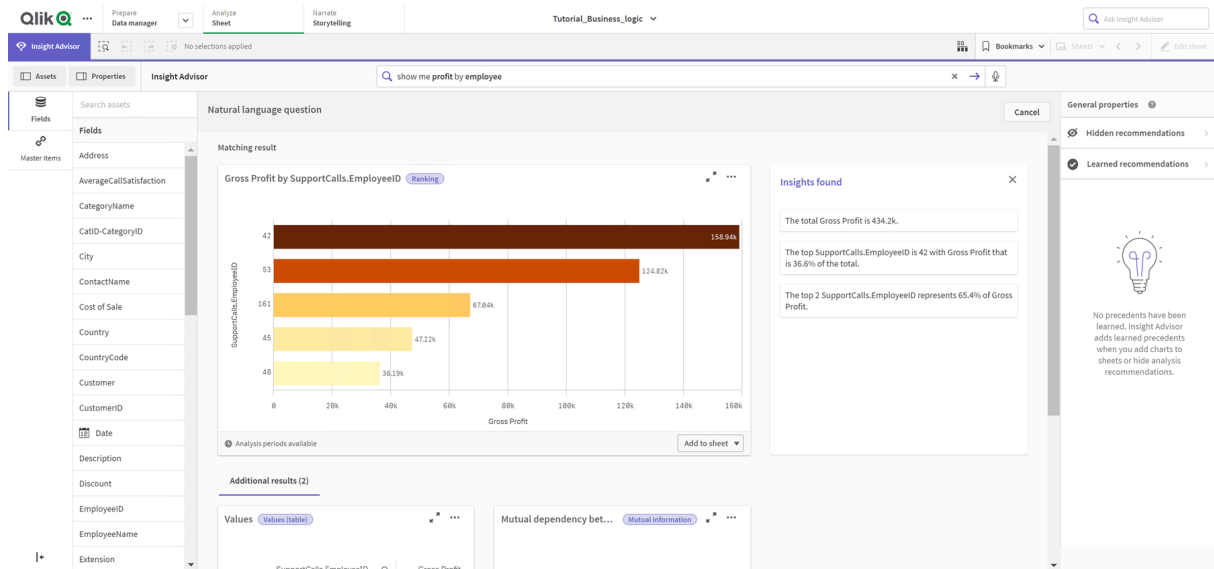 Qlik
Prepare
Data manager
Analyze
Sheet
Narrate
Storytelling
Tutorial_Business_logic
Ask Insight Advisor
Insight Advisor
No selections applied
Bookmarks
Sheets
Edit sheet
Assets
Properties
Insight Advisor
show me profit by employee
Fields
Master items
Search assets
Fields
Address
AverageCallSatisfaction
CategoryName
CatID-CategoryID
City
ContactName
Cost of Sale
Country
CountryCode
Customer
CustomerID
Date
Description
Discount
EmployeeID
EmployeeName
Extension
Natural language question
Cancel
Matching result
Gross Profit by SupportCalls.EmployeeID
Ranking
SupportCalls.EmployeeID
42
158.94k
53
124.82k
161
67.04k
45
47.22k
48
36.19k
0
20k
40k
60k
80k
100k
120k
140k
160k
Gross Profit
Analysis periods available
Add to sheet
Insights found
The total Gross Profit is 434.2k.
The top SupportCalls.EmployeeID is 42 with Gross Profit that
is 36.6% of the total.
The top 2 SupportCalls.EmployeeID represents 65.4% of Gross
Profit.
Additional results (2)
Values
Values (table)
SupportCalls.EmployeeID
Gross Profit
Mutual dependency bet...
Mutual information
General properties
Hidden recommendations
Learned recommendations
No precedents have been
learned. Insight Advisor
adds learned precedents
when you add charts to
sheets or hide analysis
recommendations.